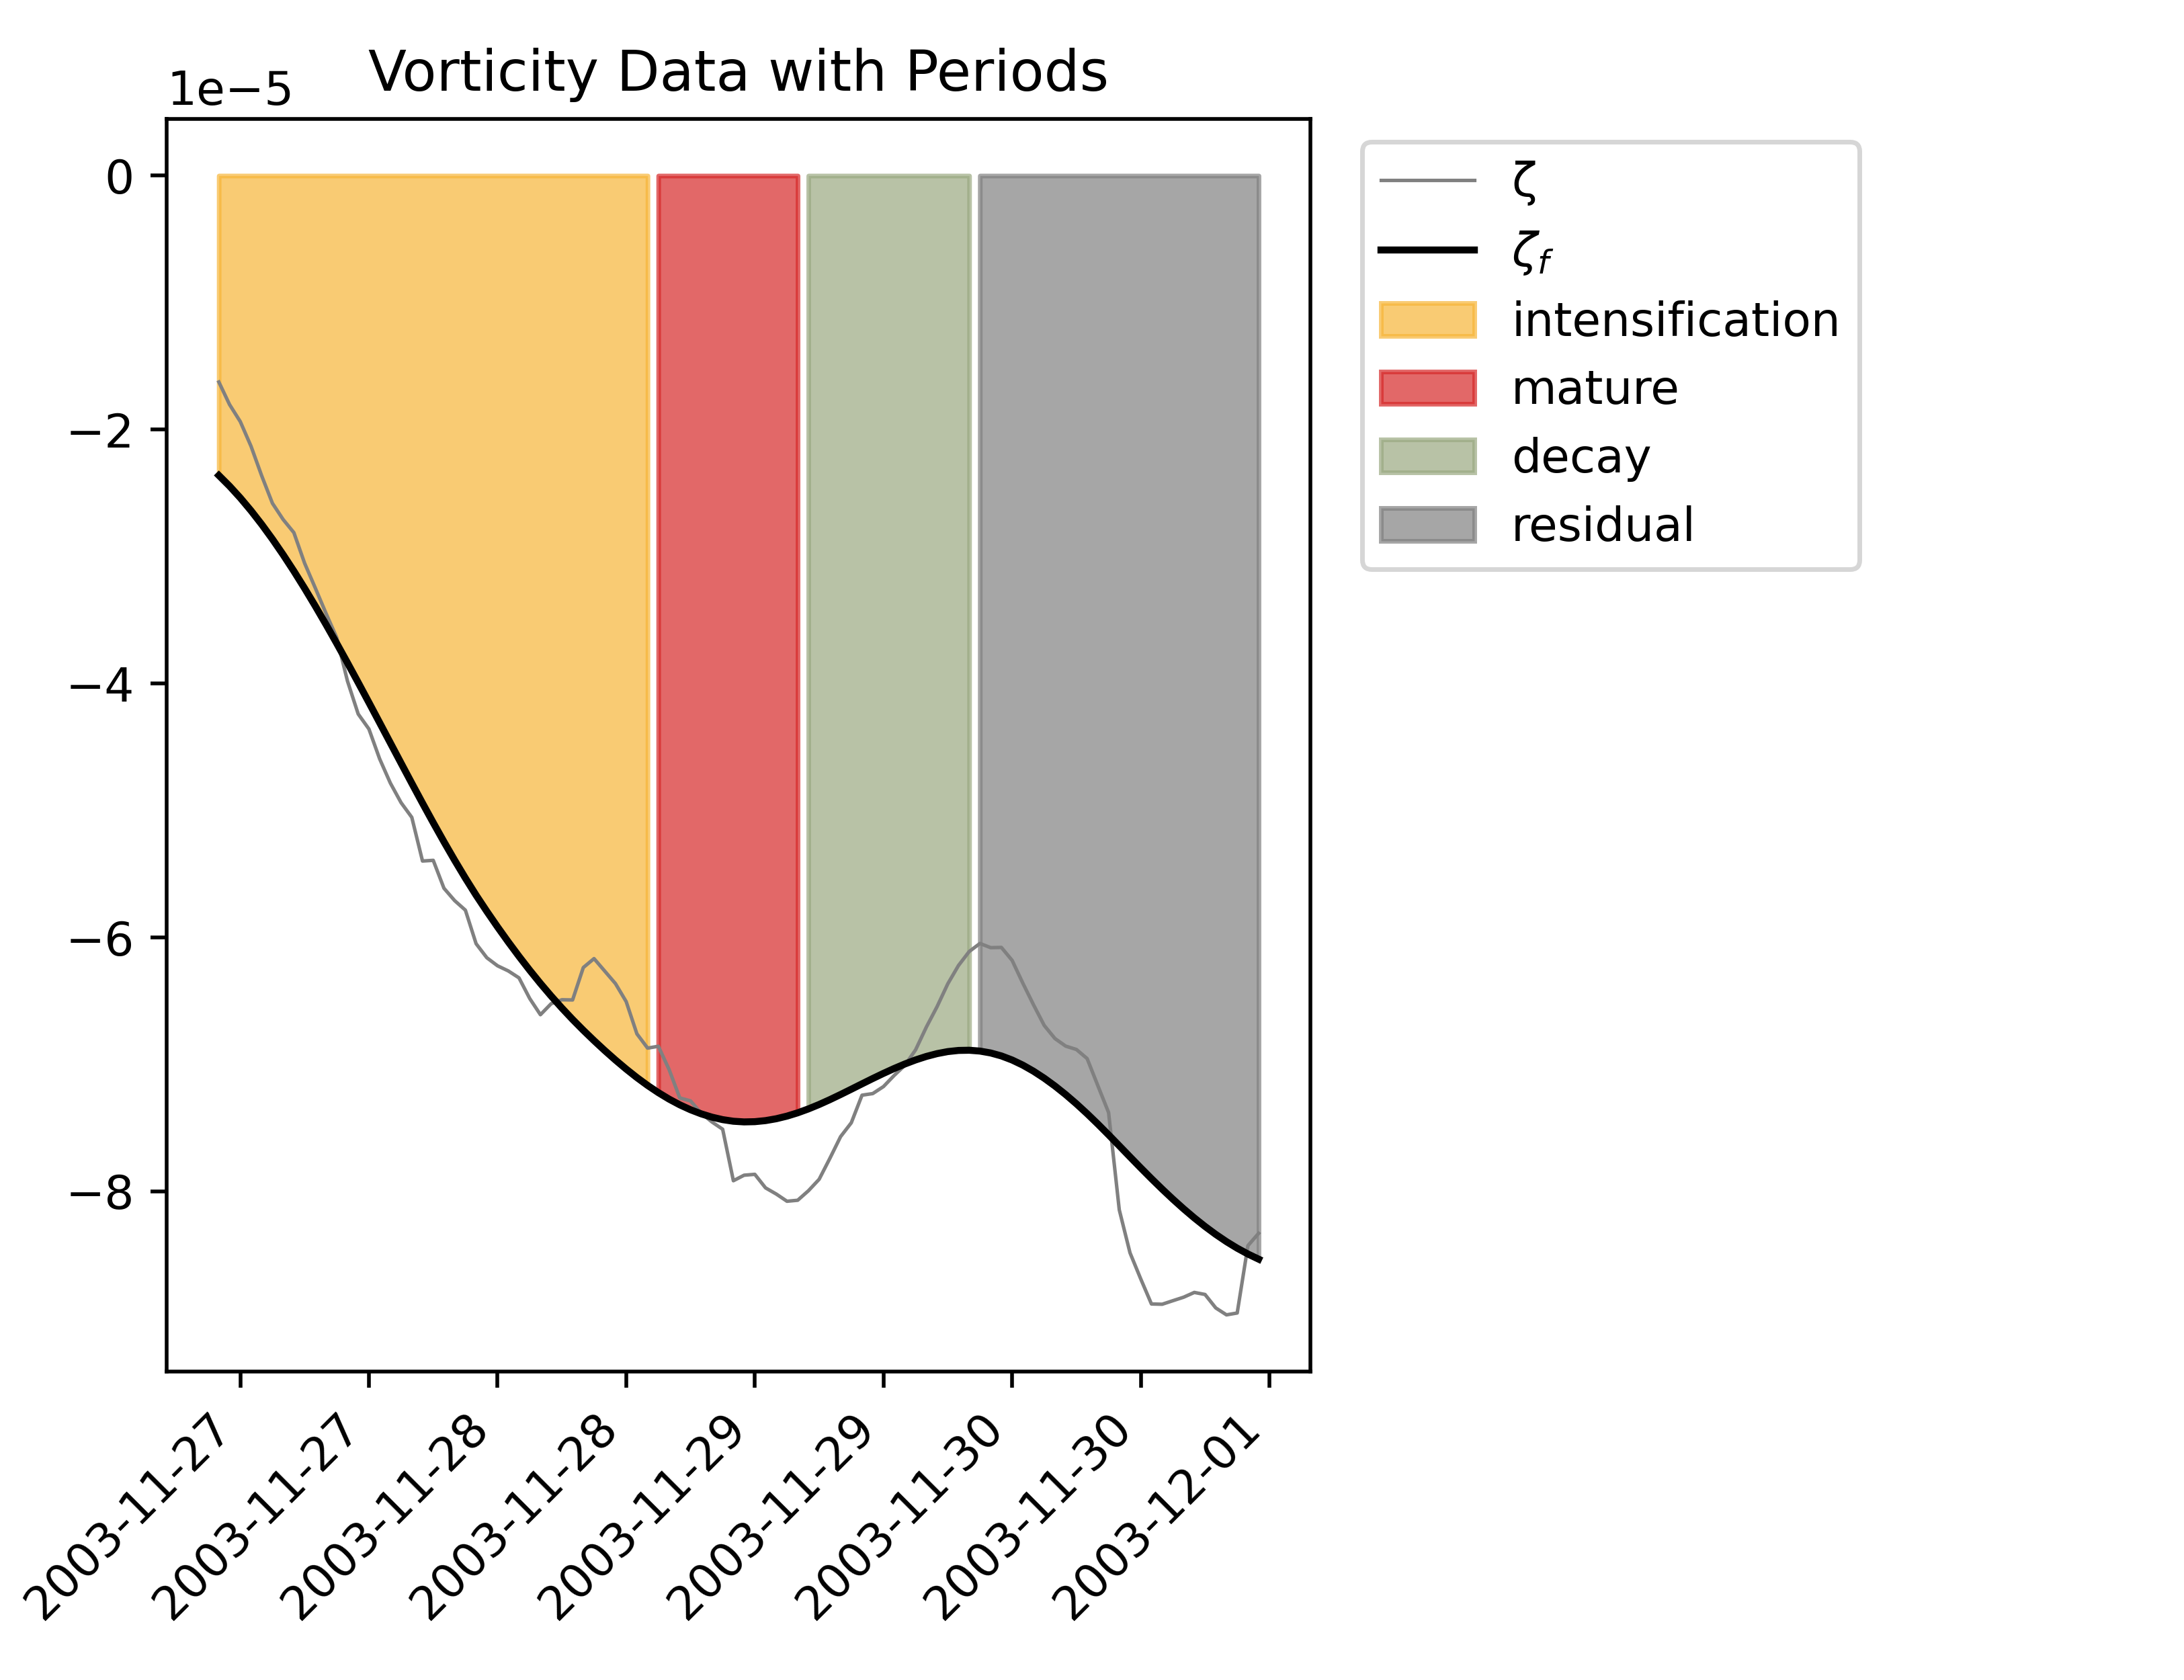 Vorticity Data with Periods
1e−5
0
−2
−4
−6
−8
2003-11-27
2003-11-27
2003-11-28
2003-11-28
2003-11-29
2003-11-29
2003-11-30
2003-11-30
2003-12-01
ζ
ζf
intensification
mature
decay
residual